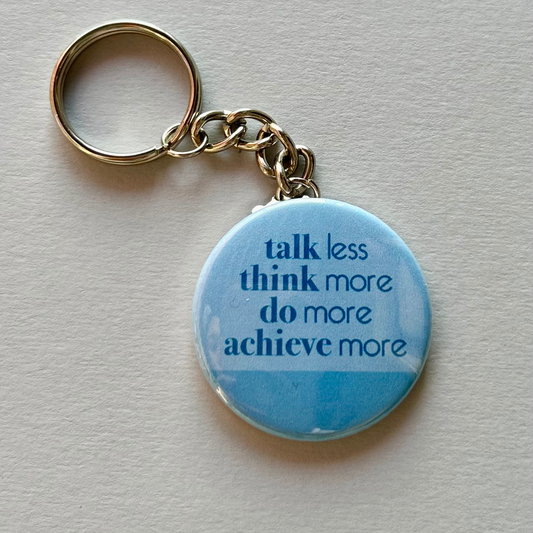 talk less
think more
do more
achieve more